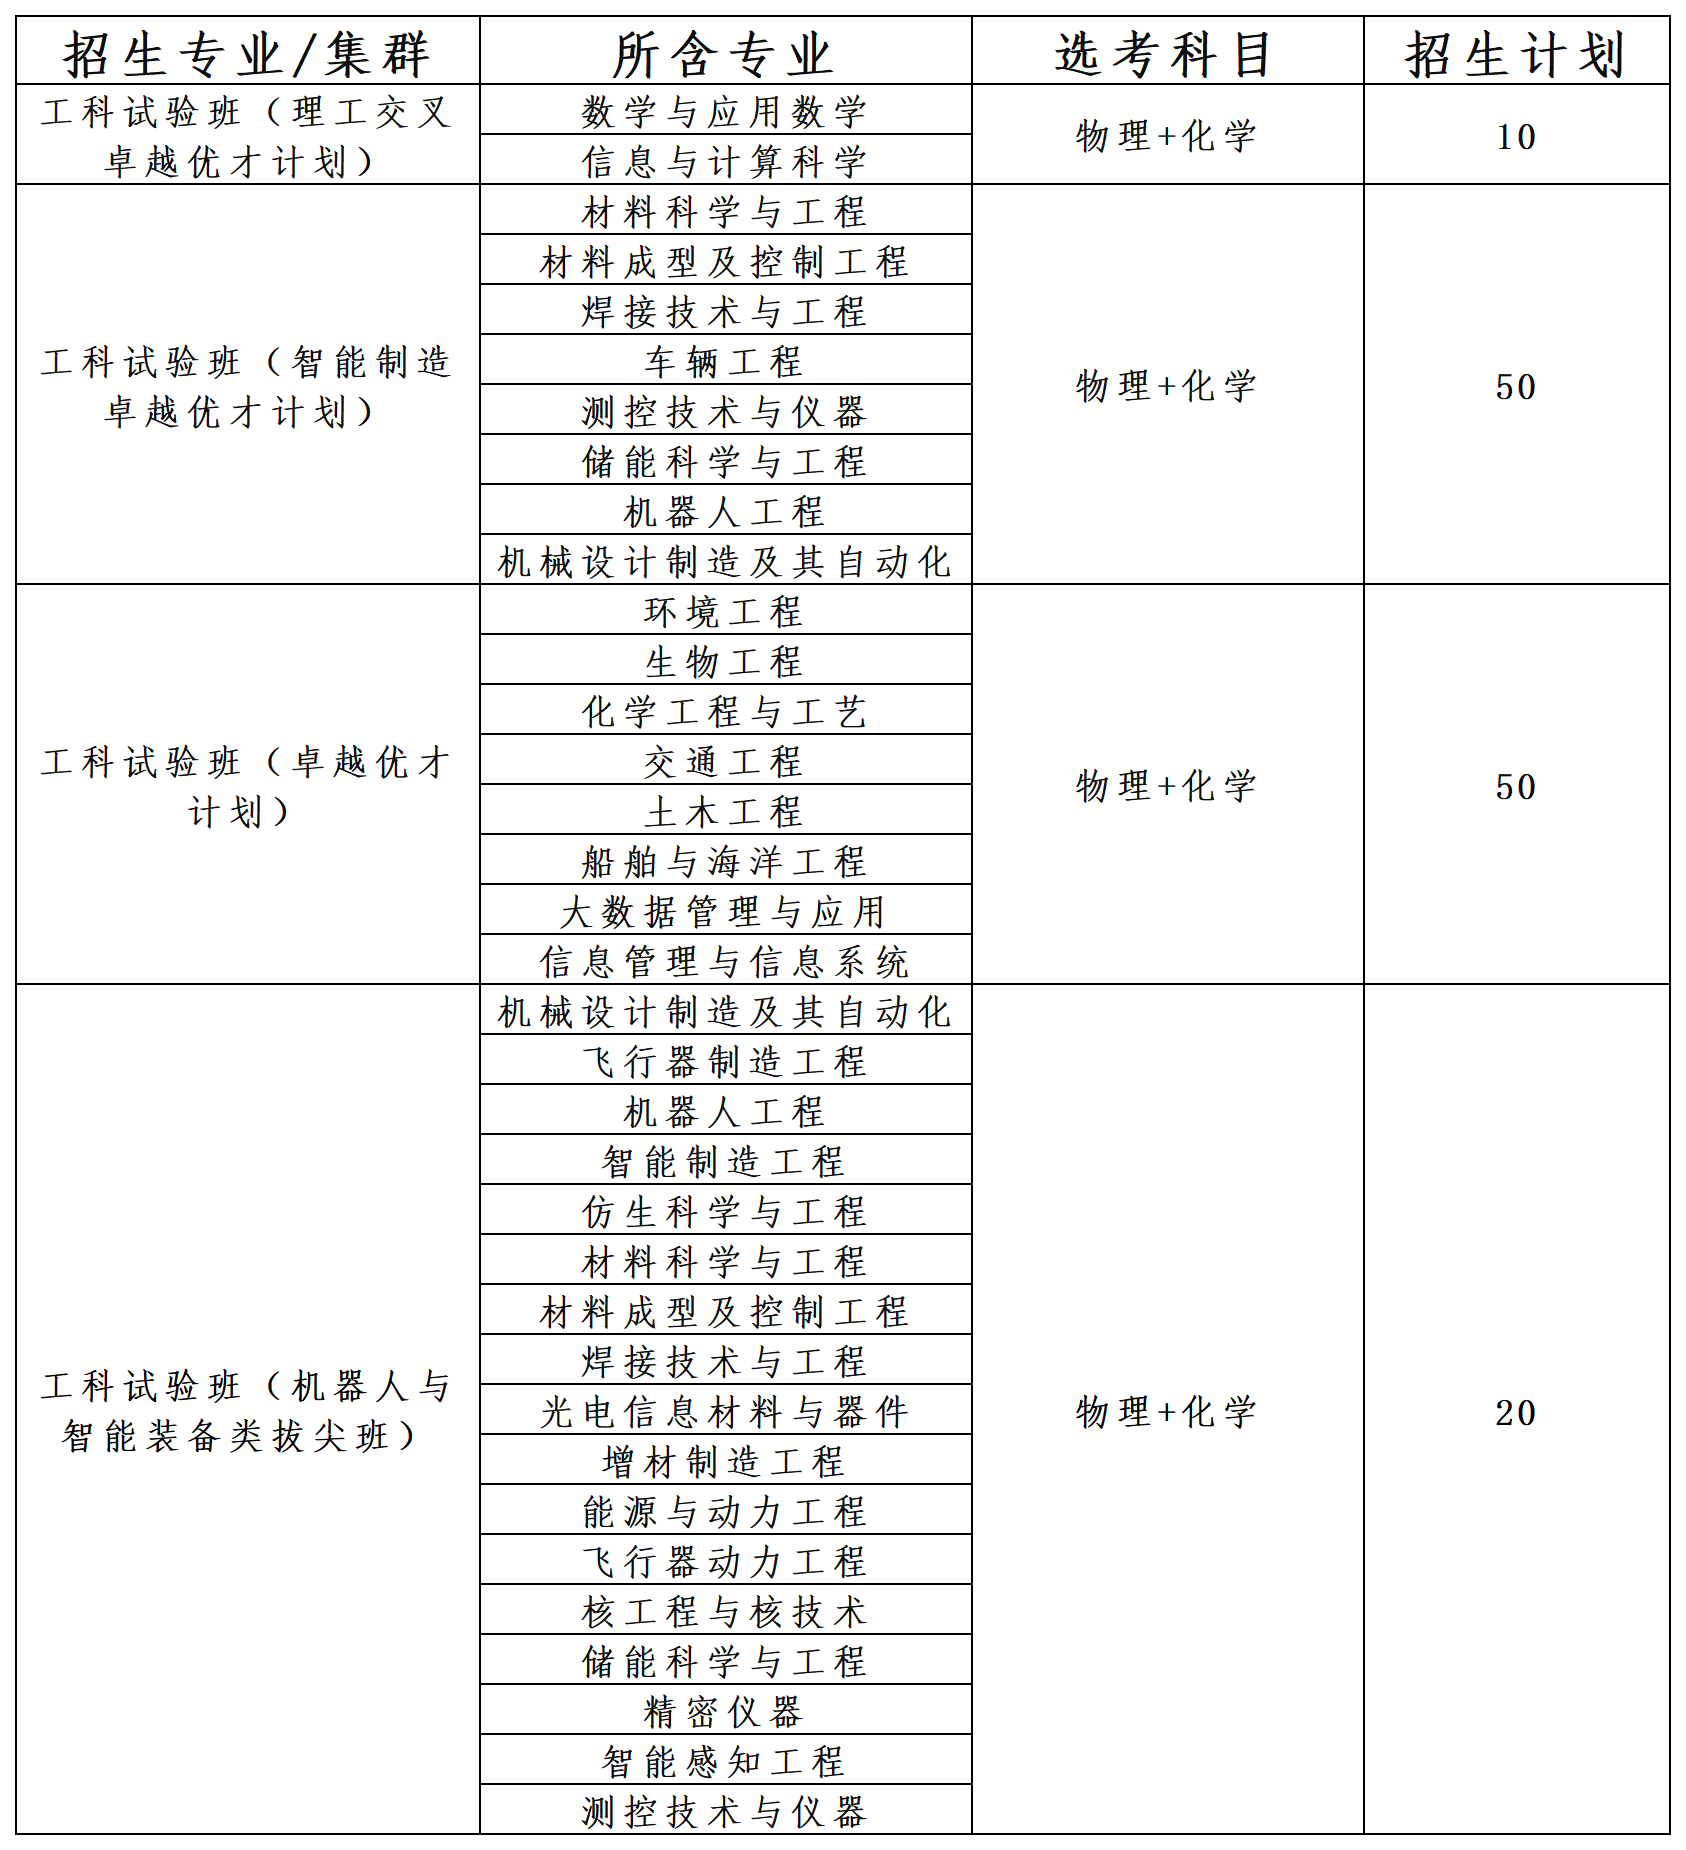 招生专业/集群
所含专业
选考科目
招生计划
工科试验班（理工交叉
卓越优才计划）
数学与应用数学
信息与计算科学
物理+化学
10
工科试验班（智能制造
卓越优才计划）
材料科学与工程
材料成型及控制工程
焊接技术与工程
车辆工程
测控技术与仪器
储能科学与工程
机器人工程
机械设计制造及其自动化
物理+化学
50
工科试验班（卓越优才
计划）
环境工程
生物工程
化学工程与工艺
交通工程
土木工程
船舶与海洋工程
大数据管理与应用
信息管理与信息系统
物理+化学
50
工科试验班（机器人与
智能装备类拔尖班）
机械设计制造及其自动化
飞行器制造工程
机器人工程
智能制造工程
仿生科学与工程
材料科学与工程
材料成型及控制工程
焊接技术与工程
光电信息材料与器件
增材制造工程
能源与动力工程
飞行器动力工程
核工程与核技术
储能科学与工程
精密仪器
智能感知工程
测控技术与仪器
物理+化学
20